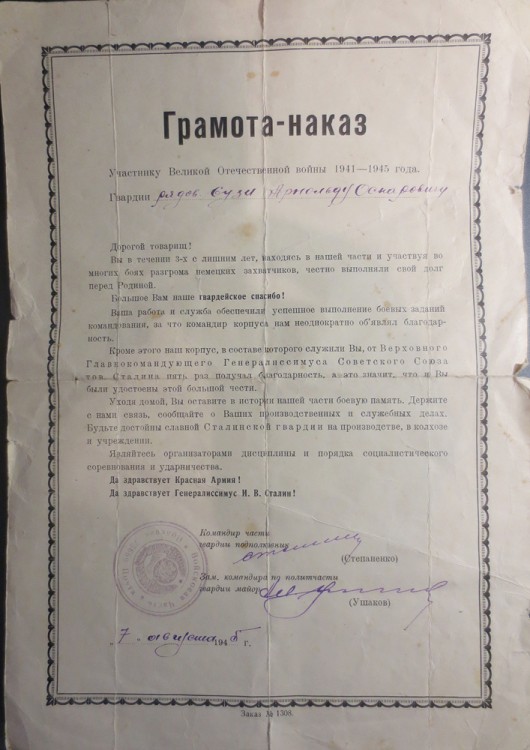 Грамота-наказ
Участнику Великой Отечественной войны 1941—1945 года.
Гвардии рядов. Сузи Арнольду Оскаровичу
Дорогой товарищ!
Вы в течении 3-х с лишним лет, находясь в нашей части и участвуя во
многих боях разгрома немецких захватчиков, честно выполняли свой долг
перед Родиной.
Большое Вам наше гвардейское спасибо!
Ваша работа и служба обеспечили успешное выполнение боевых заданий
командования, за что командир корпуса нам неоднократно об'являл благодар-
ность.
Кроме этого наш корпус, в составе которого служили Вы, от Верховного
Главнокомандующего Генералиссимуса Советского Союза
тов. Сталина пять раз получал благодарность, а это значит, что и Вы
были удостоены этой большой чести.
Уходя домой, Вы оставите в истории нашей части боевую память. Держите
с нами связь, сообщайте о Ваших производственных и служебных делах.
Будьте достойны славной Сталинской гвардии на производстве, в колхозе
и учреждении.
Являйтесь организаторами дисциплины и порядка социалистического
соревнования и ударничества.
Да здравствует Красная Армия!
Да здравствует Генералиссимус И. В. Сталин!
Командир части
гвардии подполковник
(Степаненко)
Зам. командира по политчасти
гвардии майор
(Ушаков)
„7" августа 1945 г.
Заказ № 1308.